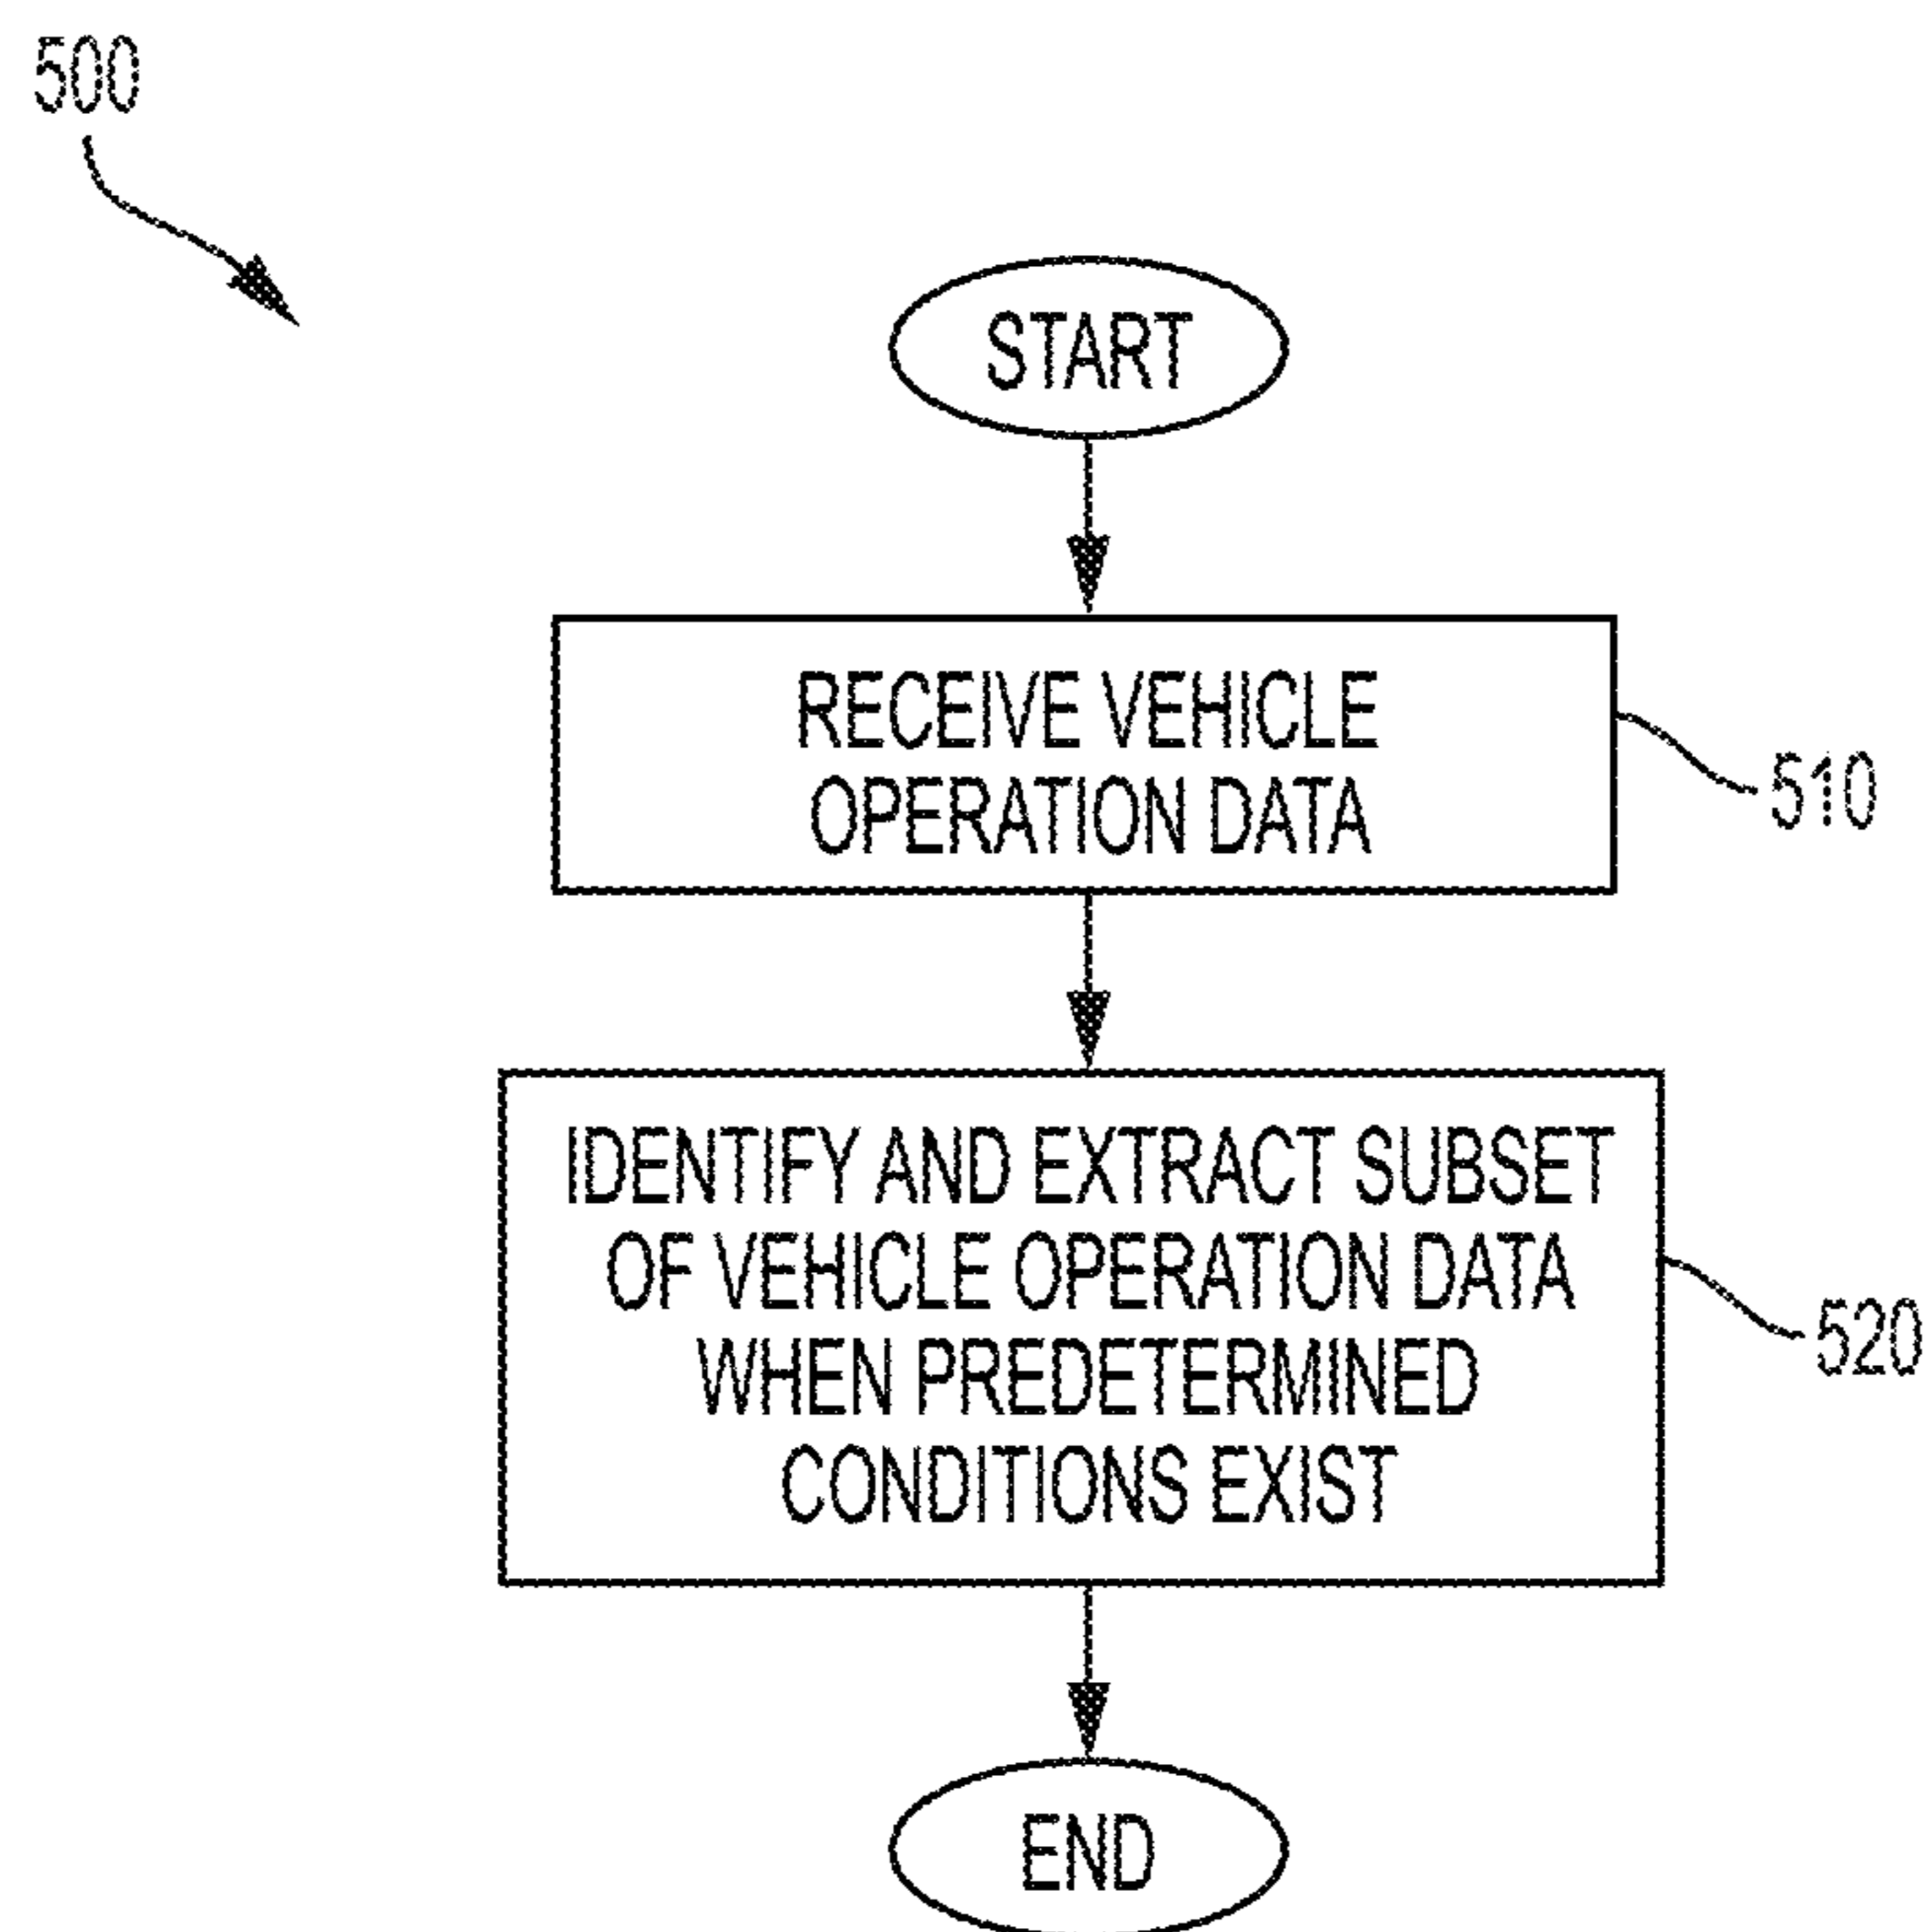 500
START
RECEIVE VEHICLE
OPERATION DATA
510
IDENTIFY AND EXTRACT SUBSET
OF VEHICLE OPERATION DATA
WHEN PREDETERMINED
CONDITIONS EXIST
520
END